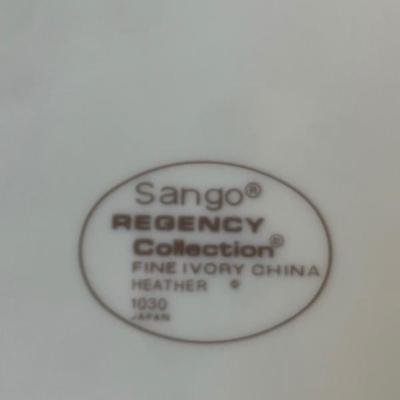 Sango®
REGENCY
Collection®
FINE IVORY CHINA
HEATHER ©
1030
JAPAN